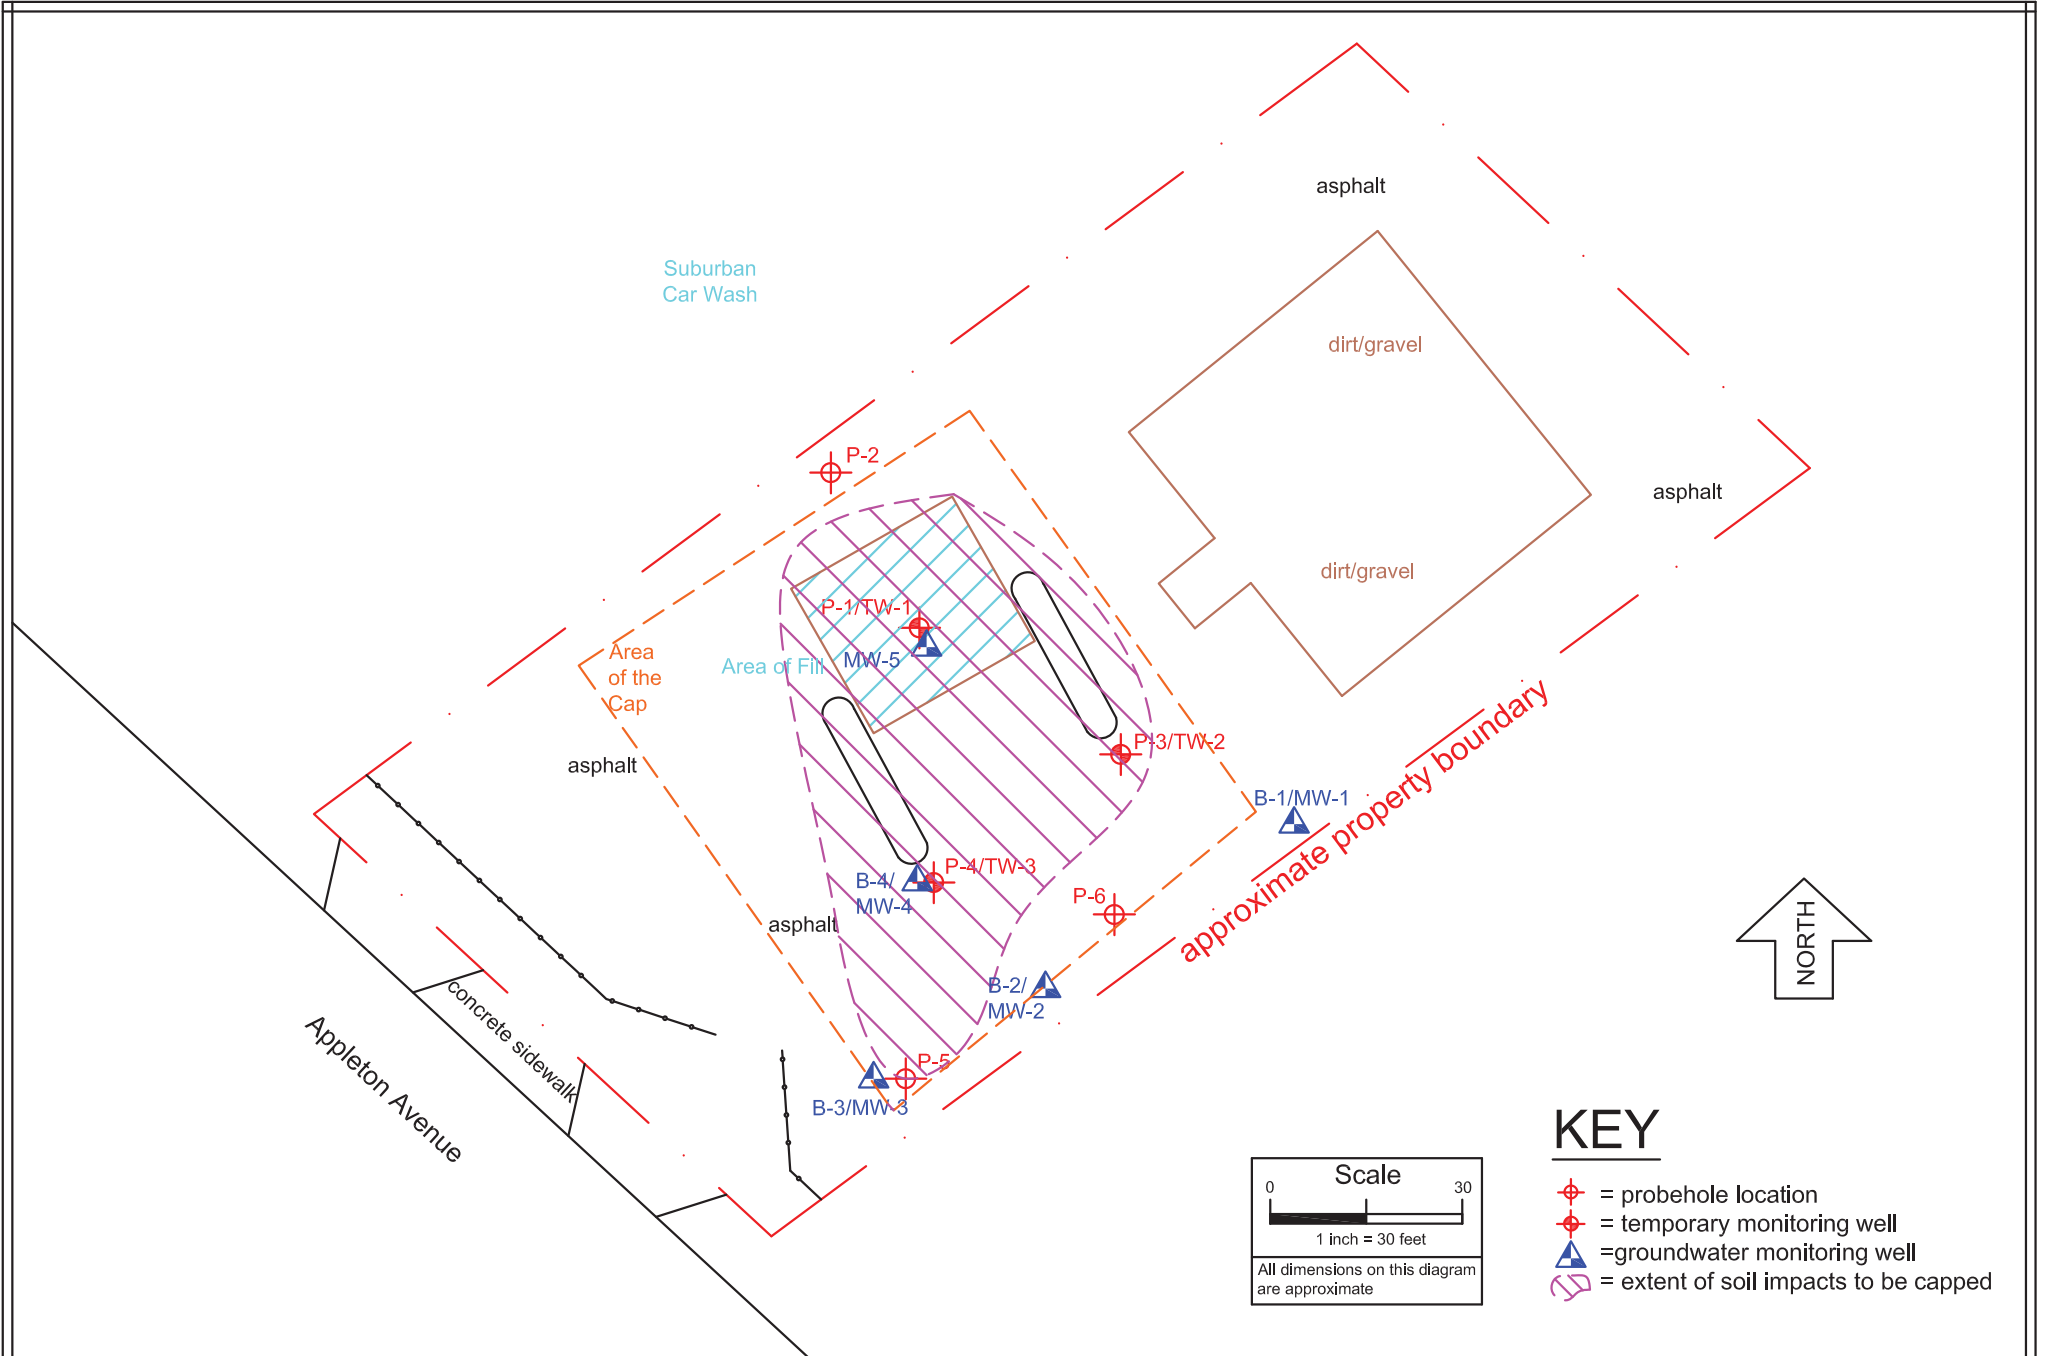 asphalt
Suburban
Car Wash
dirt/gravel
P-2
asphalt
dirt/gravel
P-1/TW-1
Area
of the
Cap
Area of Fill
MW-5
asphalt
P-3/TW-2
approximate property boundary
B-1/MW-1
P-4/TW-3
B-4/
MW-4
P-6
asphalt
B-2/
MW-2
NORTH
concrete sidewalk
Appleton Avenue
P-5
B-3/MW-3
Scale
0 30
1 inch = 30 feet
All dimensions on this diagram
are approximate
KEY
= probehole location
= temporary monitoring well
=groundwater monitoring well
= extent of soil impacts to be capped